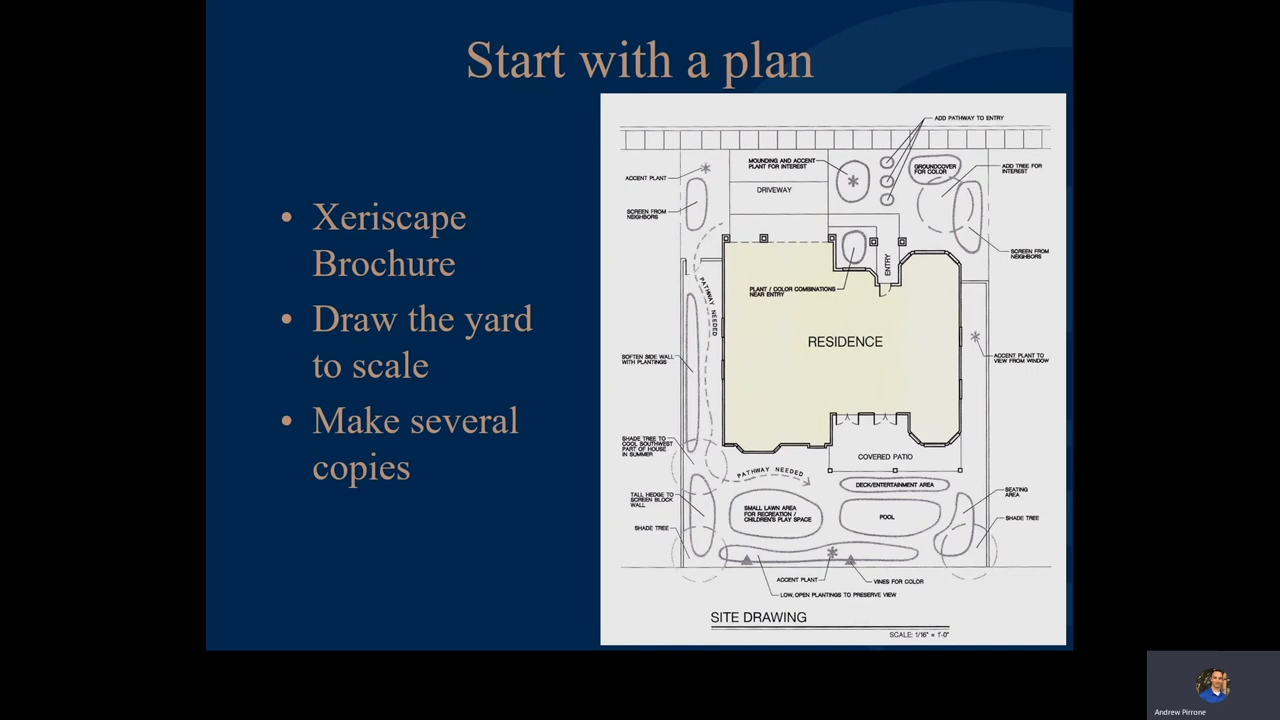 Start with a plan
• Xeriscape
Brochure
• Draw the yard
to scale
• Make several
copies
ADD PATHWAY TO ENTRY
MOUNDING AND ACCENT
PLANT FOR INTEREST
GROUNDCOVER
FOR COLOR
ADD TREE FOR
INTEREST
ACCENT PLANT
DRIVEWAY
SCREEN FROM
NEIGHBORS
SCREEN FROM
NEIGHBORS
ENTRY
PLANT / COLOR COMBINATIONS
NEAR ENTRY
PATHWAY NEEDED
RESIDENCE
SOFTEN SIDE WALL
WITH PLANTINGS
ACCENT PLANT TO
VIEW FROM WINDOW
SHADE TREE TO
COOL SOUTHWEST
PART OF HOUSE
IN SUMMER
COVERED PATIO
PATHWAY NEEDED
DECK/ENTERTAINMENT AREA
TALL HEDGE TO
SCREEN BLOCK
WALL
SEATING
AREA
SMALL LAWN AREA
FOR RECREATION /
CHILDREN'S PLAY SPACE
POOL
SHADE TREE
SHADE TREE
ACCENT PLANT
VINES FOR COLOR
LOW, OPEN PLANTINGS TO PRESERVE VIEW
SITE DRAWING
SCALE: 1/16" = 1'-0"
Andrew Pirrone